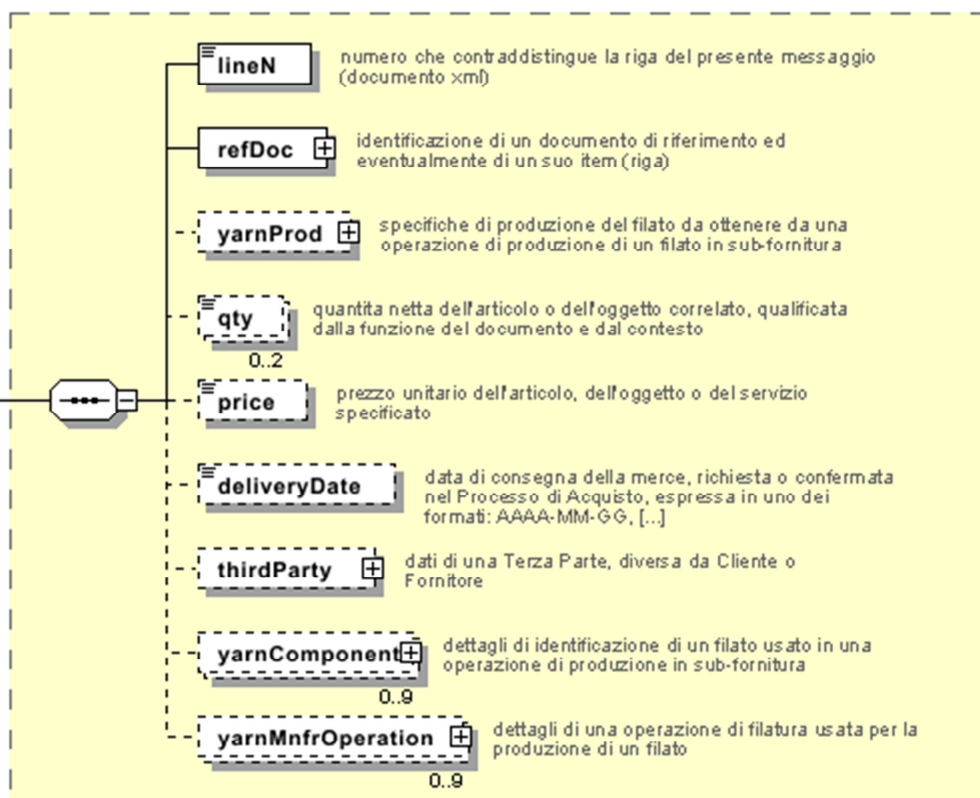 lineN
numero che contraddistingue la riga del presente messaggio
(documento xml)
refDoc
identificazione di un documento di riferimento ed
eventualmente di un suo item (riga)
yarnProd
specifiche di produzione del filato da ottenere da una
operazione di produzione di un filato in sub-fornitura
qty
quantita netta dell'articolo o dell'oggetto correlato, qualificata
dalla funzione del documento e dal contesto
0..2
price
prezzo unitario dell'articolo, dell'oggetto o del servizio
specificato
deliveryDate
data di consegna della merce, richiesta o confermata
nel Processo di Acquisto, espressa in uno dei
formati: AAAA-MM-GG, [...]
thirdParty
dati di una Terza Parte, diversa da Cliente o
Fornitore
yarnComponent
dettagli di identificazione di un filato usato in una
operazione di produzione in sub-fornitura
0..9
yarnMnfrOperation
dettagli di una operazione di filatura usata per la
produzione di un filato
0..9